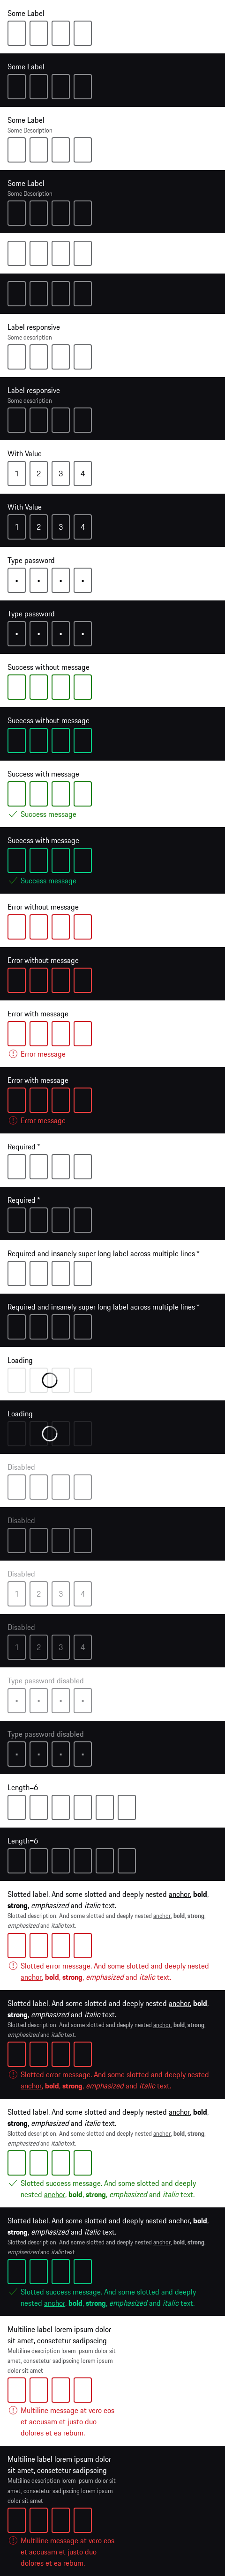 Some Label
Some Label
Some Label
Some Description
Some Label
Some Description
Label responsive
Some description
Label responsive
Some description
With Value
1 2 3 4
With Value
1 2 3 4
Type password
• • • •
Type password
• • • •
Success without message
Success without message
Success with message
Success message
Success with message
Success message
Error without message
Error without message
Error with message
Error message
Error with message
Error message
Required *
Required *
Required and insanely super long label across multiple lines *
Required and insanely super long label across multiple lines *
Loading
Loading
Disabled
Disabled
Disabled
1 2 3 4
Disabled
1 2 3 4
Type password disabled
• • • •
Type password disabled
• • • •
Length=6
Length=6
Slotted label. And some slotted and deeply nested anchor, bold,
strong, emphasized and italic text.
Slotted description. And some slotted and deeply nested anchor, bold, strong,
emphasized and italic text.
Slotted error message. And some slotted and deeply nested
anchor, bold, strong, emphasized and italic text.
Slotted label. And some slotted and deeply nested anchor, bold,
strong, emphasized and italic text.
Slotted description. And some slotted and deeply nested anchor, bold, strong,
emphasized and italic text.
Slotted error message. And some slotted and deeply nested
anchor, bold, strong, emphasized and italic text.
Slotted label. And some slotted and deeply nested anchor, bold,
strong, emphasized and italic text.
Slotted description. And some slotted and deeply nested anchor, bold, strong,
emphasized and italic text.
Slotted success message. And some slotted and deeply
nested anchor, bold, strong, emphasized and italic text.
Slotted label. And some slotted and deeply nested anchor, bold,
strong, emphasized and italic text.
Slotted description. And some slotted and deeply nested anchor, bold, strong,
emphasized and italic text.
Slotted success message. And some slotted and deeply
nested anchor, bold, strong, emphasized and italic text.
Multiline label lorem ipsum dolor
sit amet, consetetur sadipscing
Multiline description lorem ipsum dolor sit
amet, consetetur sadipscing lorem ipsum
dolor sit amet
Multiline message at vero eos
et accusam et justo duo
dolores et ea rebum.
Multiline label lorem ipsum dolor
sit amet, consetetur sadipscing
Multiline description lorem ipsum dolor sit
amet, consetetur sadipscing lorem ipsum
dolor sit amet
Multiline message at vero eos
et accusam et justo duo
dolores et ea rebum.